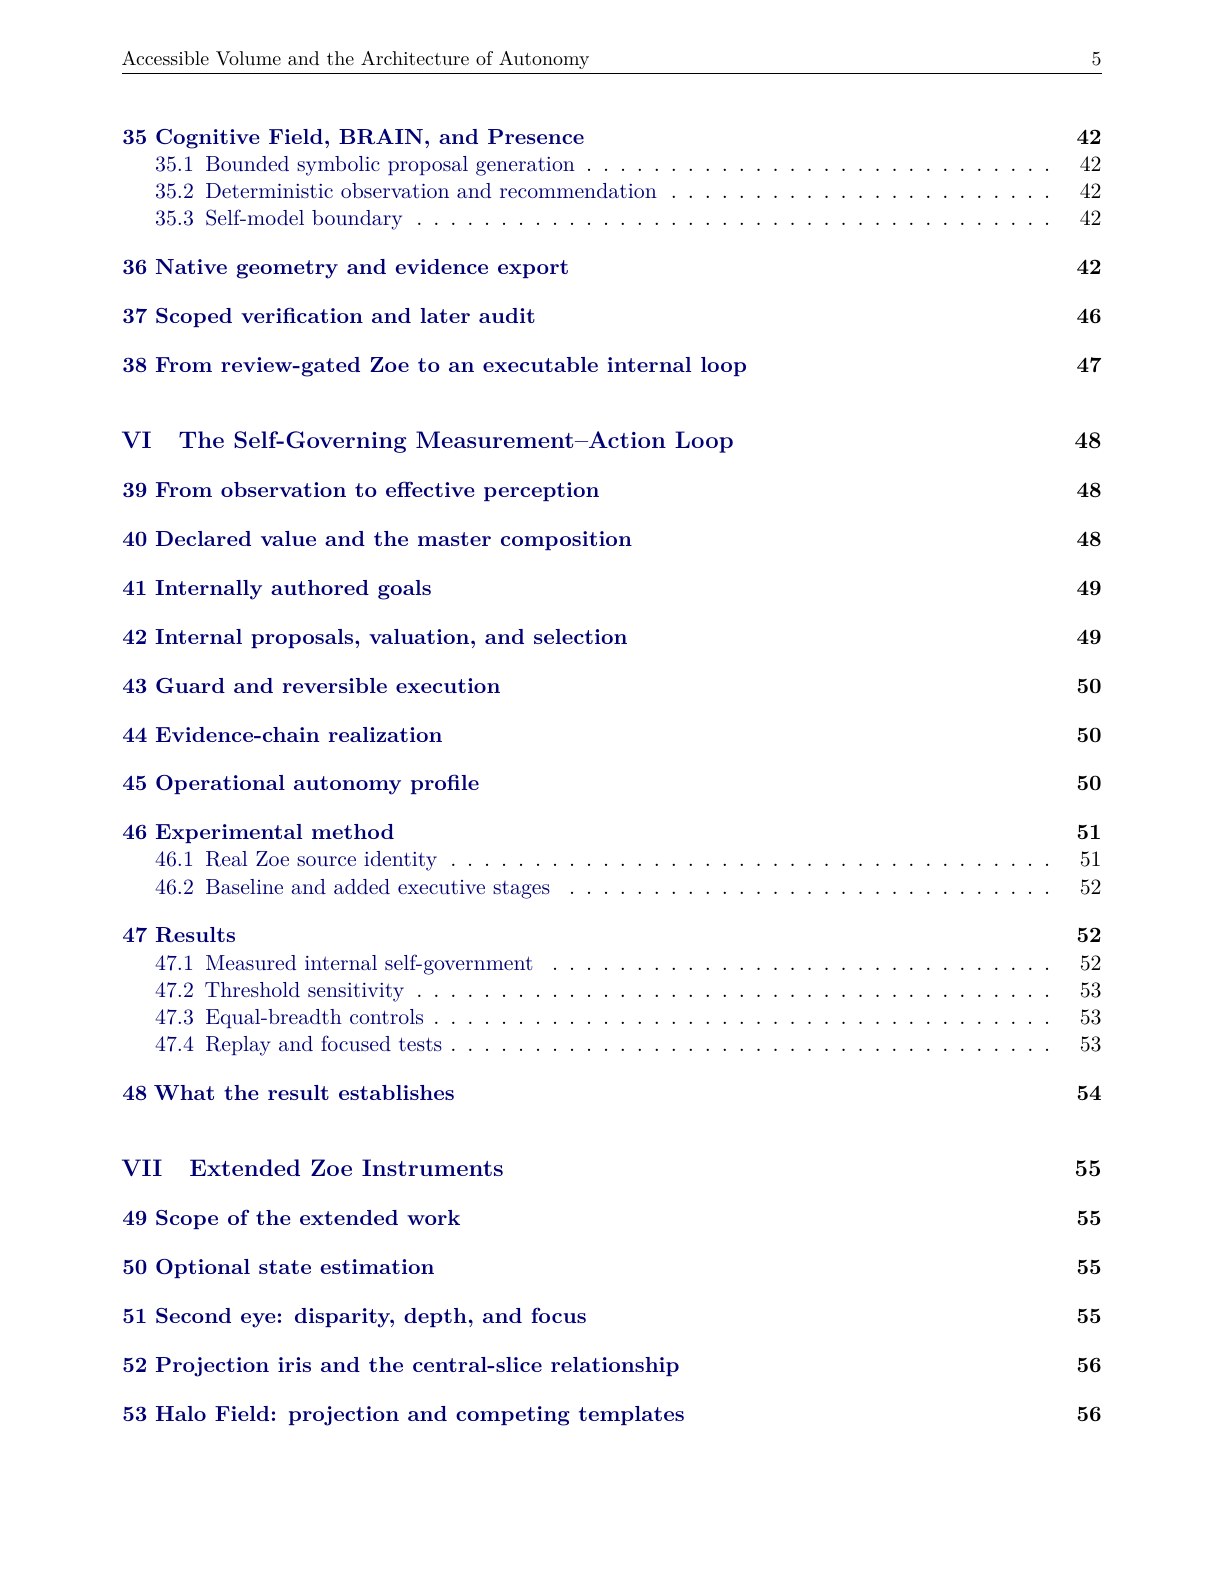 Accessible Volume and the Architecture of Autonomy 5
35 Cognitive Field, BRAIN, and Presence 42
35.1 Bounded symbolic proposal generation . . . . . . . . . . . . . . . . . . . . . . . . . . . . 42
35.2 Deterministic observation and recommendation . . . . . . . . . . . . . . . . . . . . . . . 42
35.3 Self-model boundary . . . . . . . . . . . . . . . . . . . . . . . . . . . . . . . . . . . . . . 42
36 Native geometry and evidence export 42
37 Scoped verification and later audit 46
38 From review-gated Zoe to an executable internal loop 47
VI The Self-Governing Measurement–Action Loop 48
39 From observation to effective perception 48
40 Declared value and the master composition 48
41 Internally authored goals 49
42 Internal proposals, valuation, and selection 49
43 Guard and reversible execution 50
44 Evidence-chain realization 50
45 Operational autonomy profile 50
46 Experimental method 51
46.1 Real Zoe source identity . . . . . . . . . . . . . . . . . . . . . . . . . . . . . . . . . . . . 51
46.2 Baseline and added executive stages . . . . . . . . . . . . . . . . . . . . . . . . . . . . . 52
47 Results 52
47.1 Measured internal self-government . . . . . . . . . . . . . . . . . . . . . . . . . . . . . . 52
47.2 Threshold sensitivity . . . . . . . . . . . . . . . . . . . . . . . . . . . . . . . . . . . . . . 53
47.3 Equal-breadth controls . . . . . . . . . . . . . . . . . . . . . . . . . . . . . . . . . . . . . 53
47.4 Replay and focused tests . . . . . . . . . . . . . . . . . . . . . . . . . . . . . . . . . . . . 53
48 What the result establishes 54
VII Extended Zoe Instruments 55
49 Scope of the extended work 55
50 Optional state estimation 55
51 Second eye: disparity, depth, and focus 55
52 Projection iris and the central-slice relationship 56
53 Halo Field: projection and competing templates 56